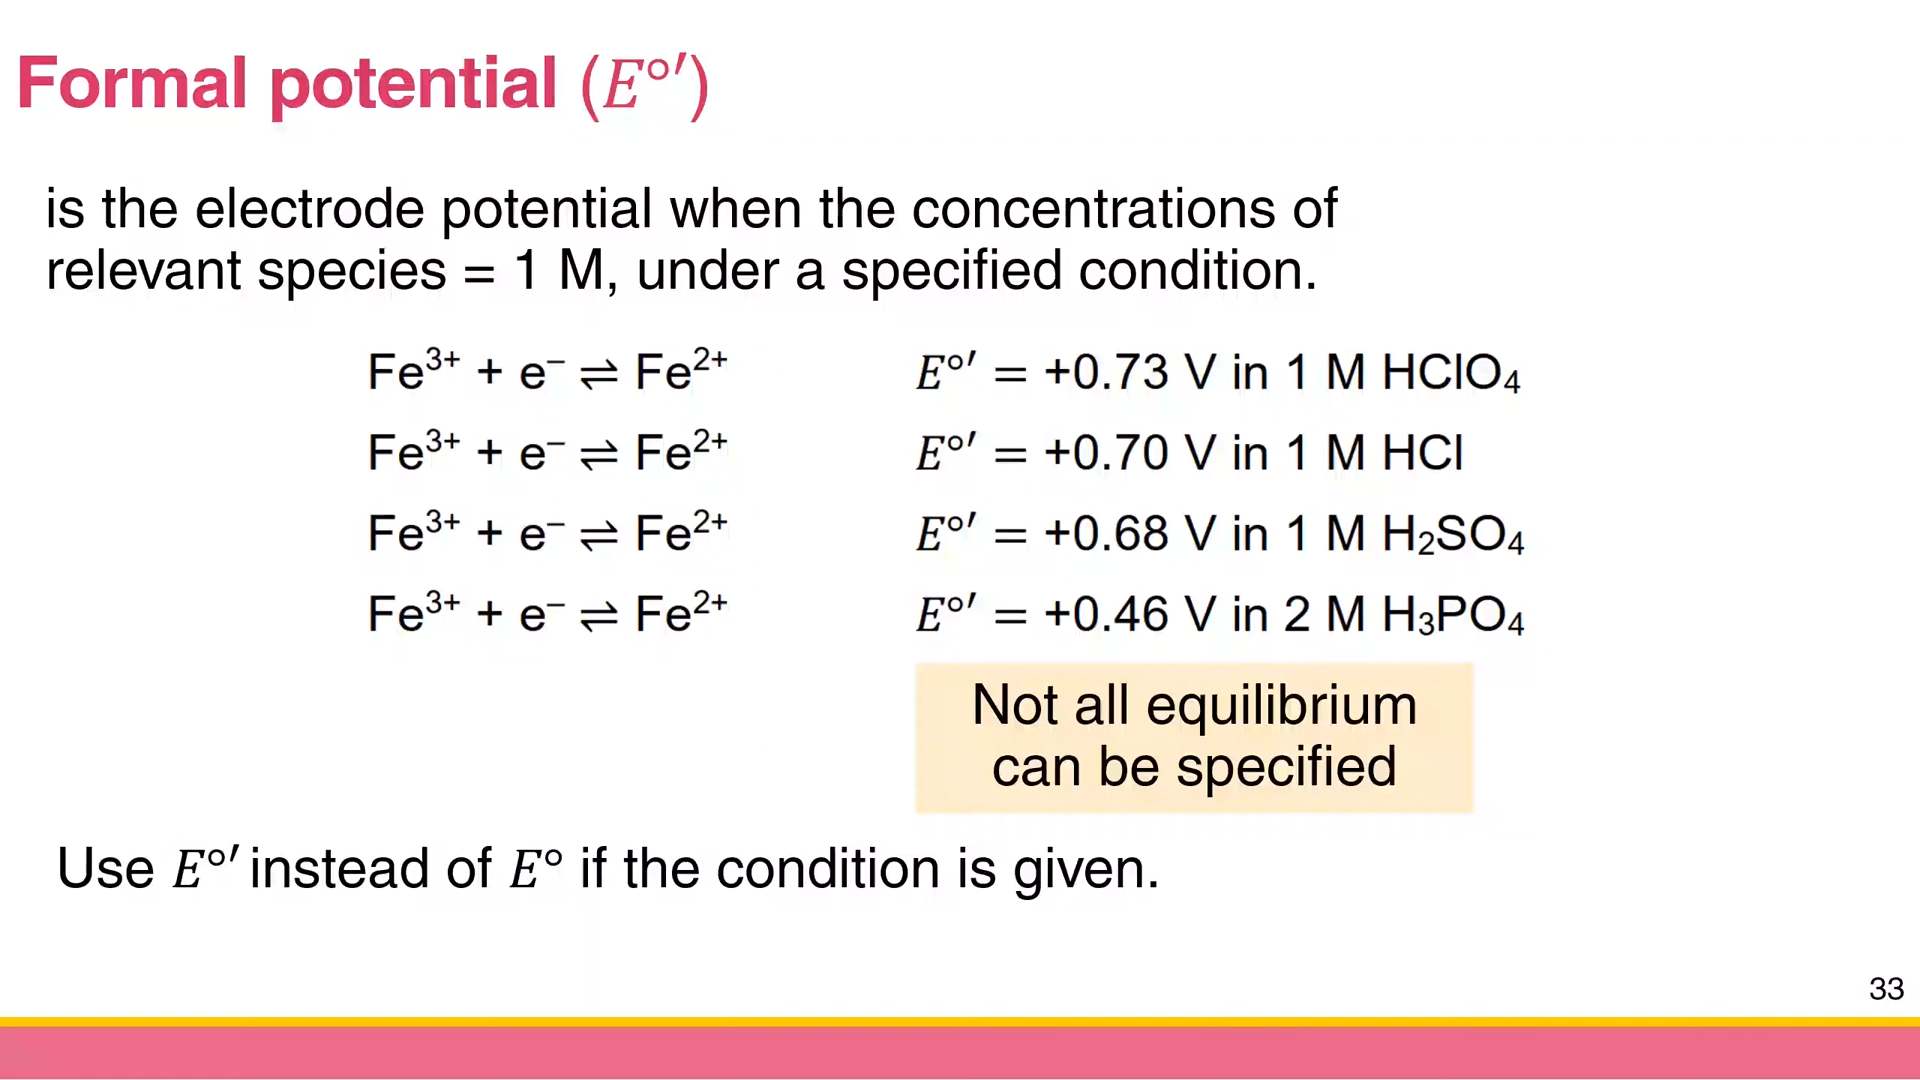 Formal potential (E°′)
is the electrode potential when the concentrations of
relevant species = 1 M, under a specified condition.
Fe³⁺ + e⁻ ⇌ Fe²⁺ E°′ = +0.73 V in 1 M HClO₄
Fe³⁺ + e⁻ ⇌ Fe²⁺ E°′ = +0.70 V in 1 M HCl
Fe³⁺ + e⁻ ⇌ Fe²⁺ E°′ = +0.68 V in 1 M H₂SO₄
Fe³⁺ + e⁻ ⇌ Fe²⁺ E°′ = +0.46 V in 2 M H₃PO₄
Not all equilibrium
can be specified
Use E°′ instead of E° if the condition is given.
33